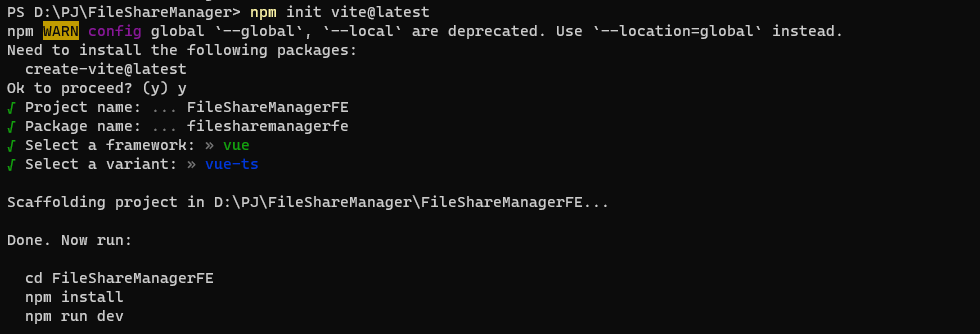 PS D:\PJ\FileShareManager> npm init vite@latest
npm WARN config global `--global`, `--local` are deprecated. Use `--location=global` instead.
Need to install the following packages:
  create-vite@latest
Ok to proceed? (y) y
√ Project name: ... FileShareManagerFE
√ Package name: ... filesharemanagerfe
√ Select a framework: » vue
√ Select a variant: » vue-ts
Scaffolding project in D:\PJ\FileShareManager\FileShareManagerFE...
Done. Now run:
  cd FileShareManagerFE
  npm install
  npm run dev